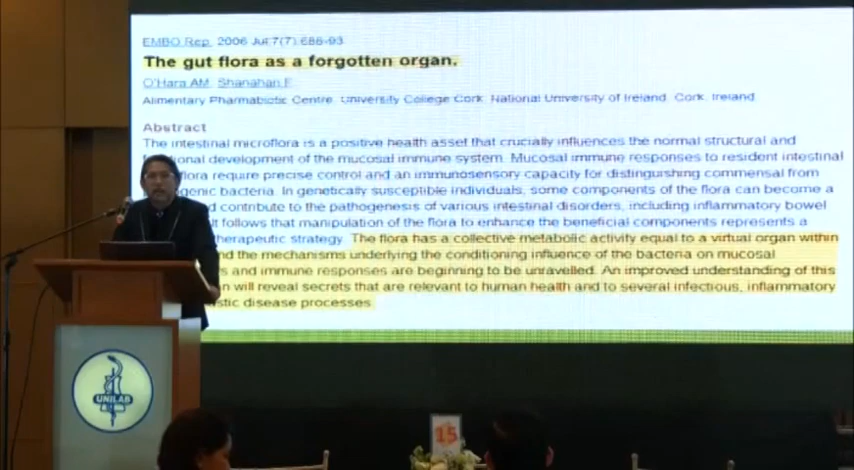 EMBO Rep. 2006 Jul;7(7):688-93.
The gut flora as a forgotten organ.
O'Hara AM, Shanahan F.
Alimentary Pharmabiotic Centre, University College Cork, National University of Ireland, Cork, Ireland.
Abstract
The intestinal microflora is a positive health asset that crucially influences the normal structural and
ional development of the mucosal immune system. Mucosal immune responses to resident intestinal
flora require precise control and an immunosensory capacity for distinguishing commensal from
genic bacteria. In genetically susceptible individuals, some components of the flora can become a
d contribute to the pathogenesis of various intestinal disorders, including inflammatory bowel
It follows that manipulation of the flora to enhance the beneficial components represents a
herapeutic strategy. The flora has a collective metabolic activity equal to a virtual organ within
nd the mechanisms underlying the conditioning influence of the bacteria on mucosal
s and immune responses are beginning to be unravelled. An improved understanding of this
n will reveal secrets that are relevant to human health and to several infectious, inflammatory
stic disease processes.
UNILAB
15